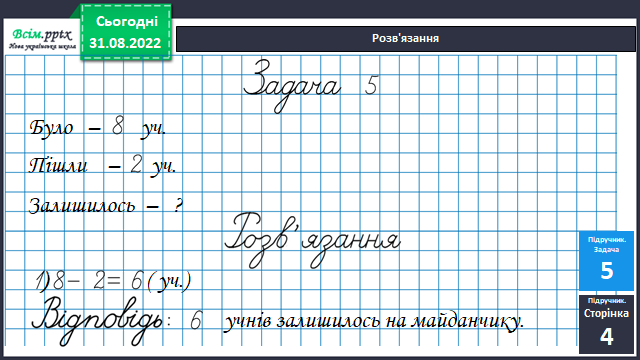 Всім.pptx
Нова українська школа
Сьогодні
31.08.2022
Розв'язання
Задача 5
Було – 8 уч.
Пішли – 2 уч.
Залишилось – ?
Розв'язання
1) 8 – 2 = 6 ( уч.)
Відповідь: 6 учнів залишилось на майданчику.
Підручник.
Задача
5
Підручник.
Сторінка
4